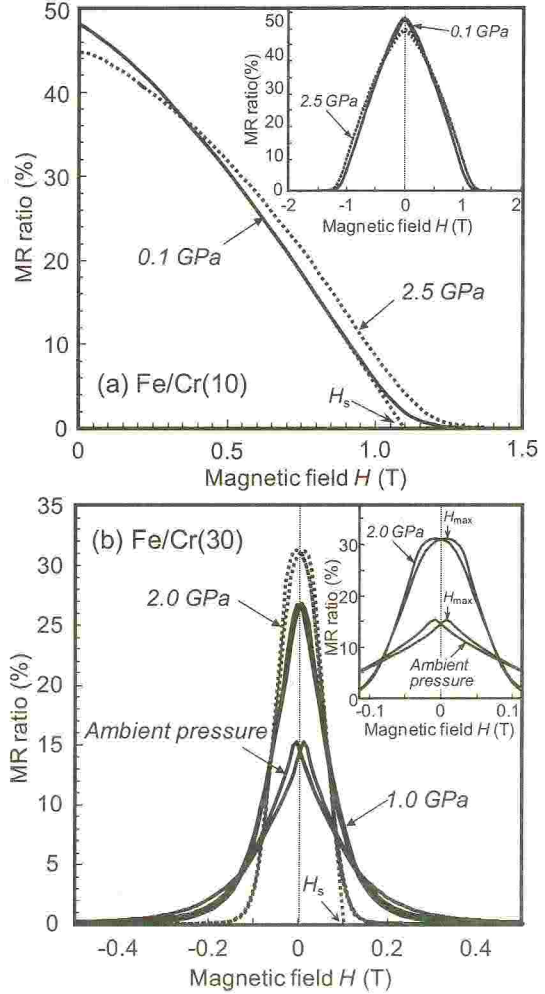 50
40
30
20
10
0
MR ratio (%)
0
0.5
1.0
1.5
Magnetic field H (T)
0.1 GPa
2.5 GPa
Hs
(a) Fe/Cr(10)
50
40
30
20
10
0
MR ratio(%)
0.1 GPa
2.5 GPa
-2
-1
0
1
2
Magnetic field H (T)
35
30
25
20
15
10
5
0
MR ratio (%)
(b) Fe/Cr(30)
2.0 GPa
Ambient pressure
1.0 GPa
Hs
-0.4
-0.2
0
0.2
0.4
Magnetic field H (T)
30
20
10
0
MR ratio (%)
2.0 GPa
Hmax
Hmax
Ambient
pressure
-0.1
0
0.1
Magnetic field H (T)